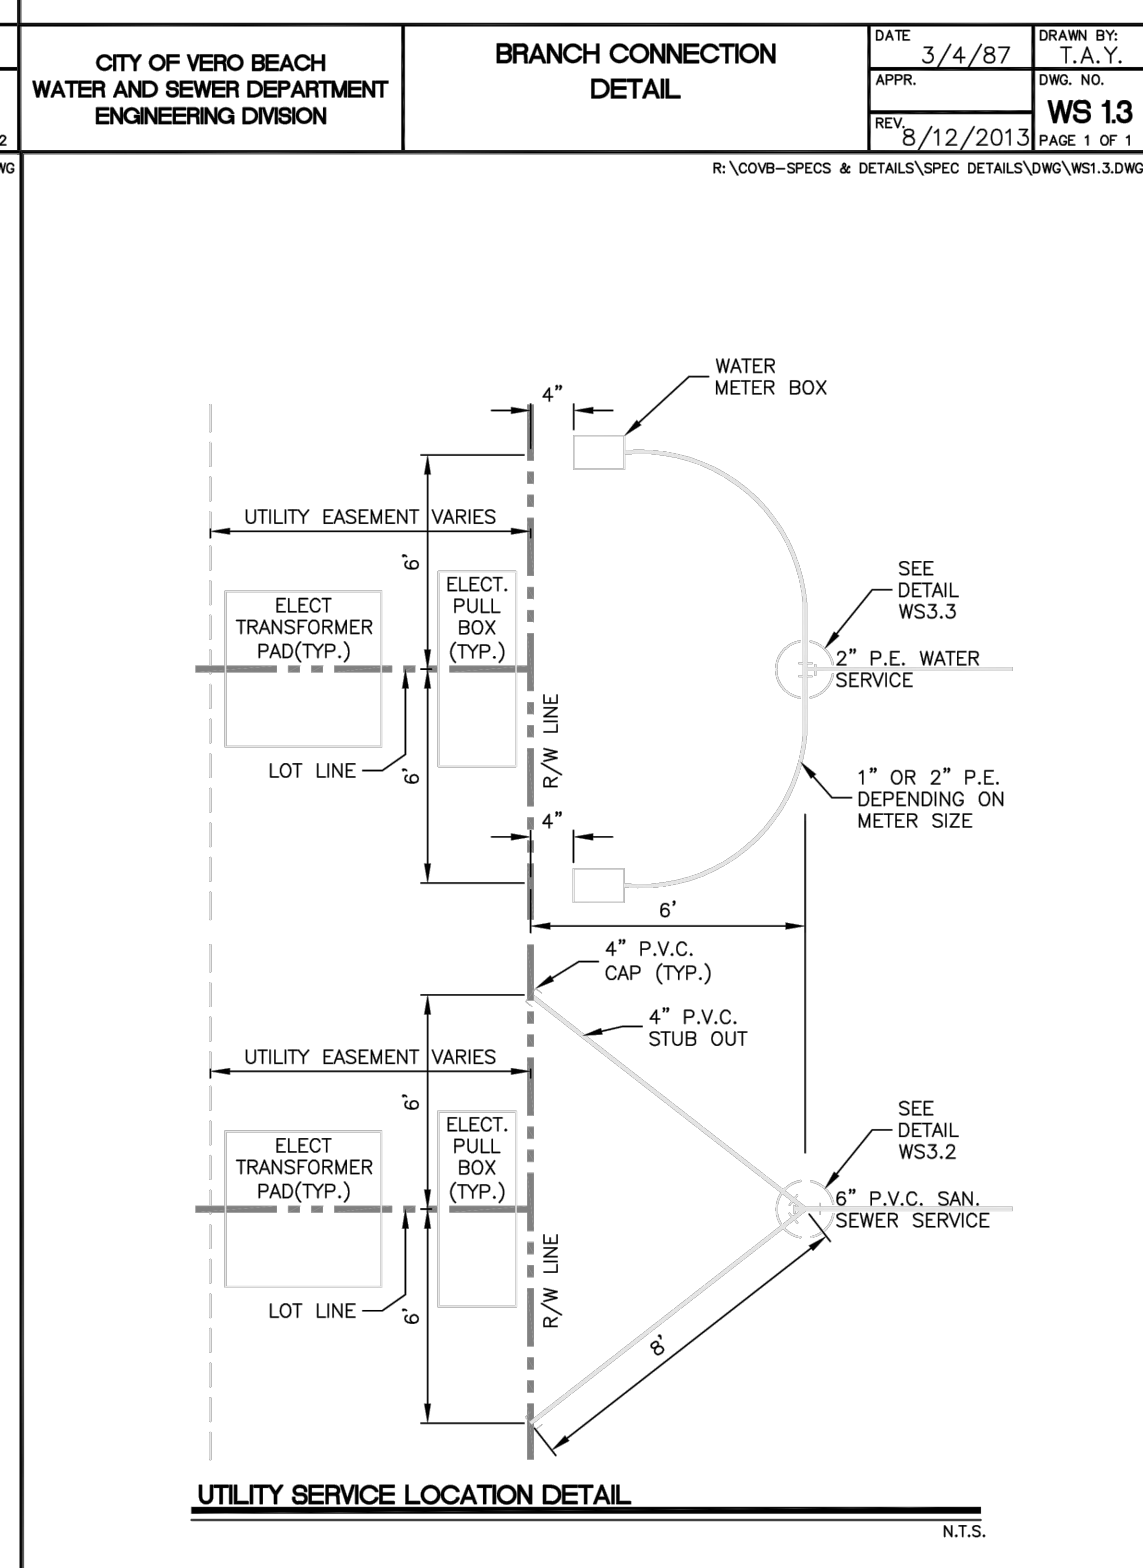 CITY OF VERO BEACH
WATER AND SEWER DEPARTMENT
ENGINEERING DIVISION
BRANCH CONNECTION
DETAIL
DATE
3/4/87
DRAWN BY:
T.A.Y.
APPR.
DWG. NO.
WS 1.3
REV.
8/12/2013
PAGE 1 OF 1
2
WG
R:\COVB-SPECS & DETAILS\SPEC DETAILS\DWG\WS1.3.DWG
WATER
METER BOX
4"
UTILITY EASEMENT VARIES
6'
ELECT
TRANSFORMER
PAD(TYP.)
ELECT.
PULL
BOX
(TYP.)
SEE
DETAIL
WS3.3
2" P.E. WATER
SERVICE
R/W LINE
LOT LINE
6'
1" OR 2" P.E.
DEPENDING ON
METER SIZE
4"
6'
4" P.V.C.
CAP (TYP.)
4" P.V.C.
STUB OUT
UTILITY EASEMENT VARIES
6'
ELECT
TRANSFORMER
PAD(TYP.)
ELECT.
PULL
BOX
(TYP.)
SEE
DETAIL
WS3.2
6" P.V.C. SAN.
SEWER SERVICE
R/W LINE
LOT LINE
6'
8'
UTILITY SERVICE LOCATION DETAIL
N.T.S.